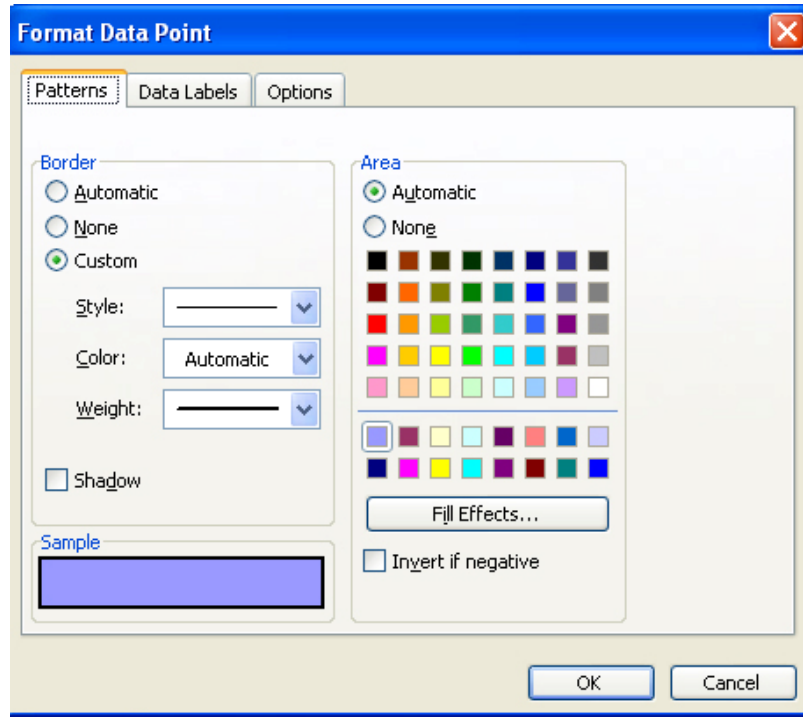 Format Data Point
Patterns Data Labels Options
Border
Automatic
None
Custom
Style:
Color: Automatic
Weight:
Shadow
Sample
Area
Automatic
None
Fill Effects...
Invert if negative
OK Cancel